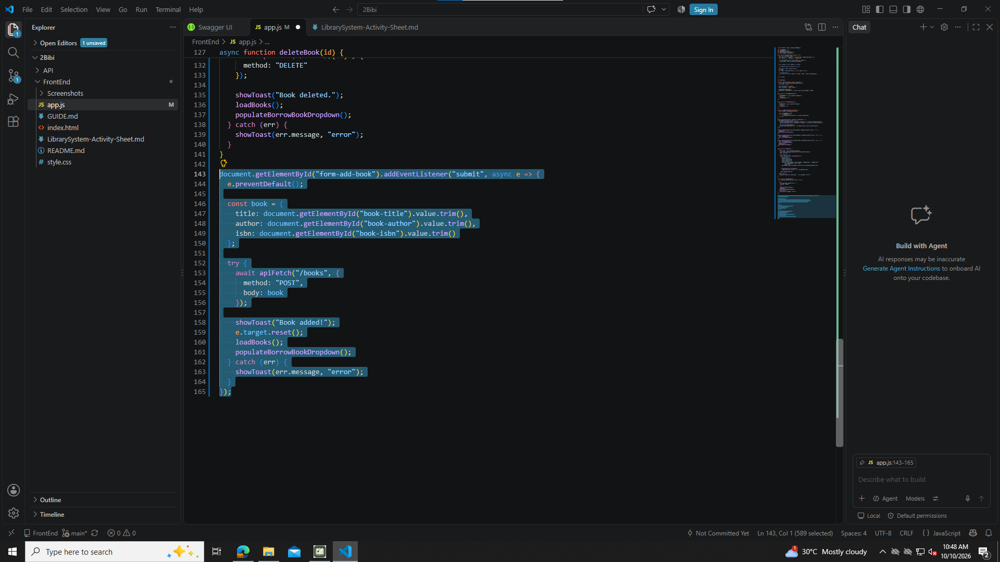 File Edit Selection View Go Run Terminal Help
2Bibi
Sign In
Explorer
Open Editors 1 unsaved
2Bibi
API
FrontEnd
Screenshots
JS app.js M
GUIDE.md
index.html
LibrarySystem-Activity-Sheet.md
README.md
# style.css
Outline
Timeline
Swagger UI
JS app.js M
LibrarySystem-Activity-Sheet.md
FrontEnd > JS app.js > ...
127 async function deleteBook(id) {
132 method: "DELETE"
133 });
134
135 showToast("Book deleted.");
136 loadBooks();
137 populateBorrowBookDropdown();
138 } catch (err) {
139 showToast(err.message, "error");
140 }
141 }
142
143 document.getElementById("form-add-book").addEventListener("submit", async e => {
144 e.preventDefault();
145
146 const book = {
147 title: document.getElementById("book-title").value.trim(),
148 author: document.getElementById("book-author").value.trim(),
149 isbn: document.getElementById("book-isbn").value.trim()
150 };
151
152 try {
153 await apiFetch("/books", {
154 method: "POST",
155 body: book
156 });
157
158 showToast("Book added!");
159 e.target.reset();
160 loadBooks();
161 populateBorrowBookDropdown();
162 } catch (err) {
163 showToast(err.message, "error");
164 }
165 });
Chat
Build with Agent
AI responses may be inaccurate
Generate Agent Instructions to onboard AI
onto your codebase.
JS app.js:143-165
Describe what to build
Agent Models
Local Default permissions
FrontEnd main* 0 0
Not Committed Yet Ln 143, Col 1 (589 selected) Spaces: 4 UTF-8 CRLF { } JavaScript
Type here to search
1 30°C Mostly cloudy
10:48 AM
10/10/2026
2